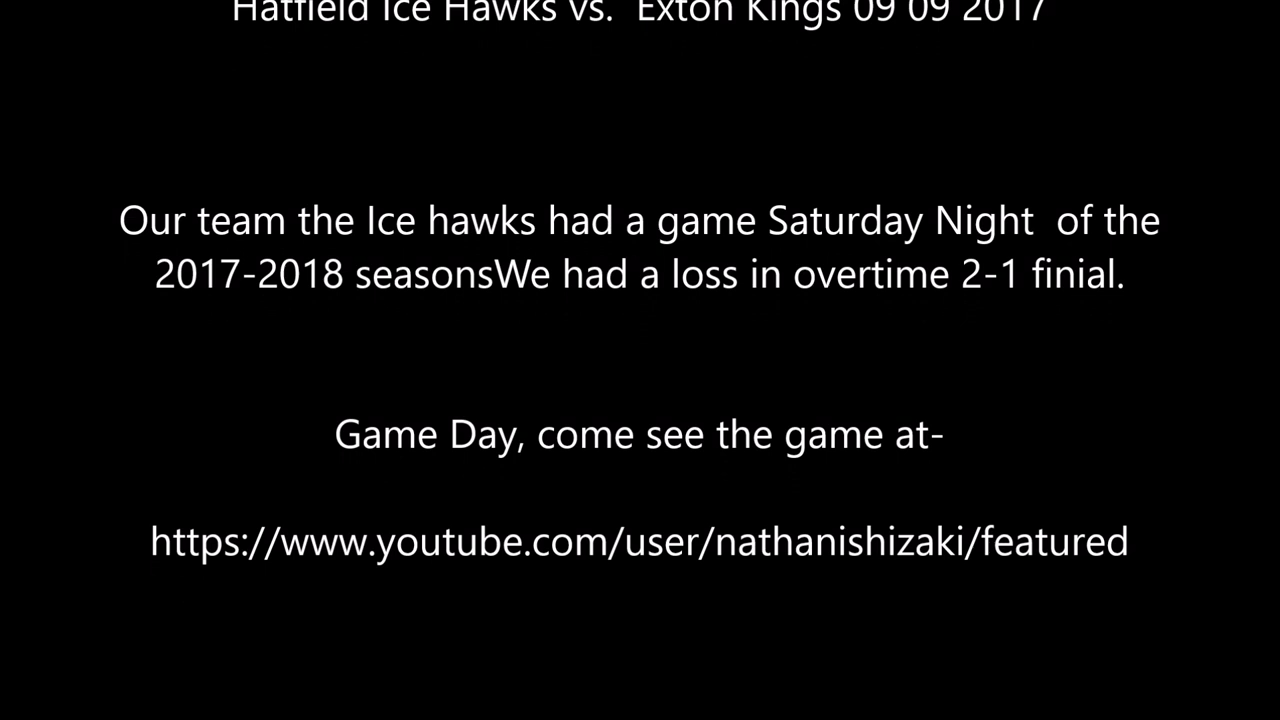 Hatfield Ice Hawks vs.  Exton Kings 09 09 2017
Our team the Ice hawks had a game Saturday Night  of the
2017-2018 seasonsWe had a loss in overtime 2-1 finial.
Game Day, come see the game at-
https://www.youtube.com/user/nathanishizaki/featured